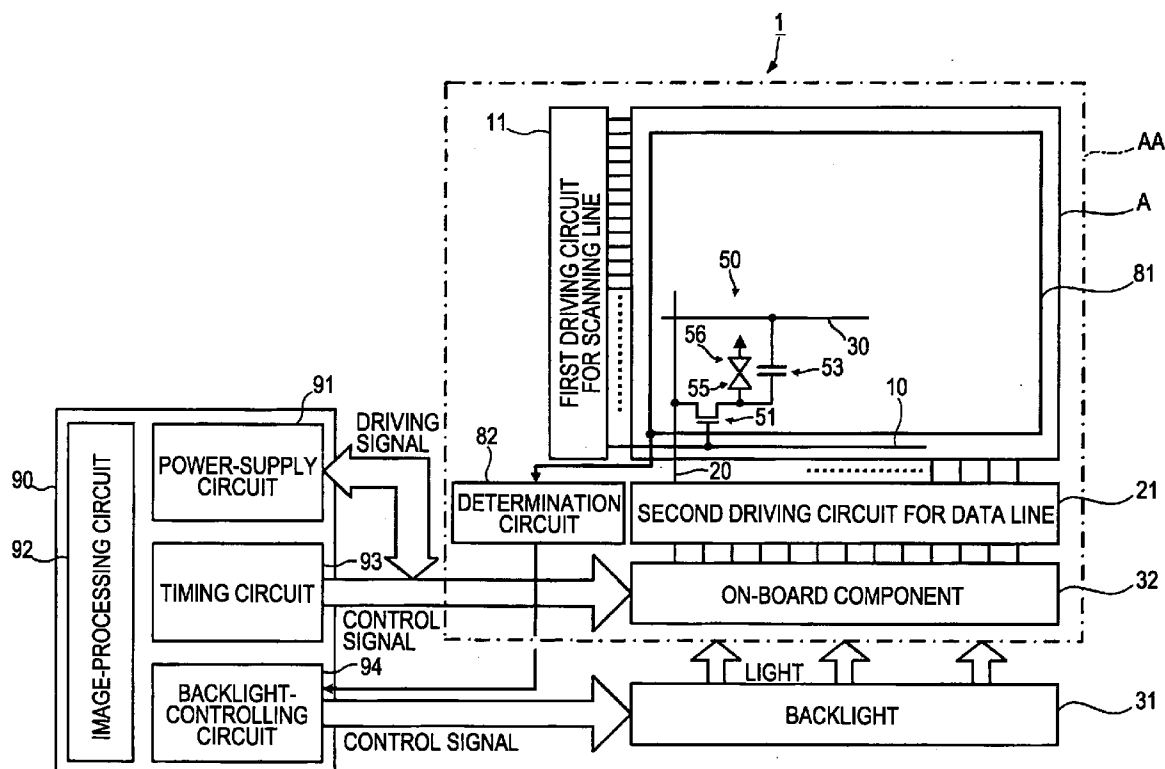 1
11
AA
A
81
FIRST DRIVING CIRCUIT
FOR SCANNING LINE
50
56
30
55
53
51
10
91
DRIVING
SIGNAL
82
20
90
92
IMAGE-PROCESSING CIRCUIT
POWER-SUPPLY
CIRCUIT
DETERMINATION
CIRCUIT
SECOND DRIVING CIRCUIT FOR DATA LINE
21
93
TIMING CIRCUIT
ON-BOARD COMPONENT
32
CONTROL
SIGNAL
94
LIGHT
BACKLIGHT-
CONTROLLING
CIRCUIT
BACKLIGHT
31
CONTROL SIGNAL